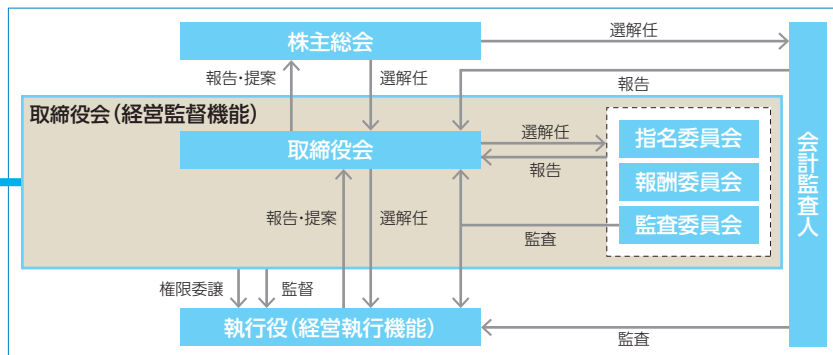 株主総会
選解任
報告・提案
選解任
報告
取締役会(経営監督機能)
取締役会
選解任
報告
指名委員会
報酬委員会
監査委員会
会計監査人
報告・提案
選解任
監査
権限委譲
監督
執行役(経営執行機能)
監査